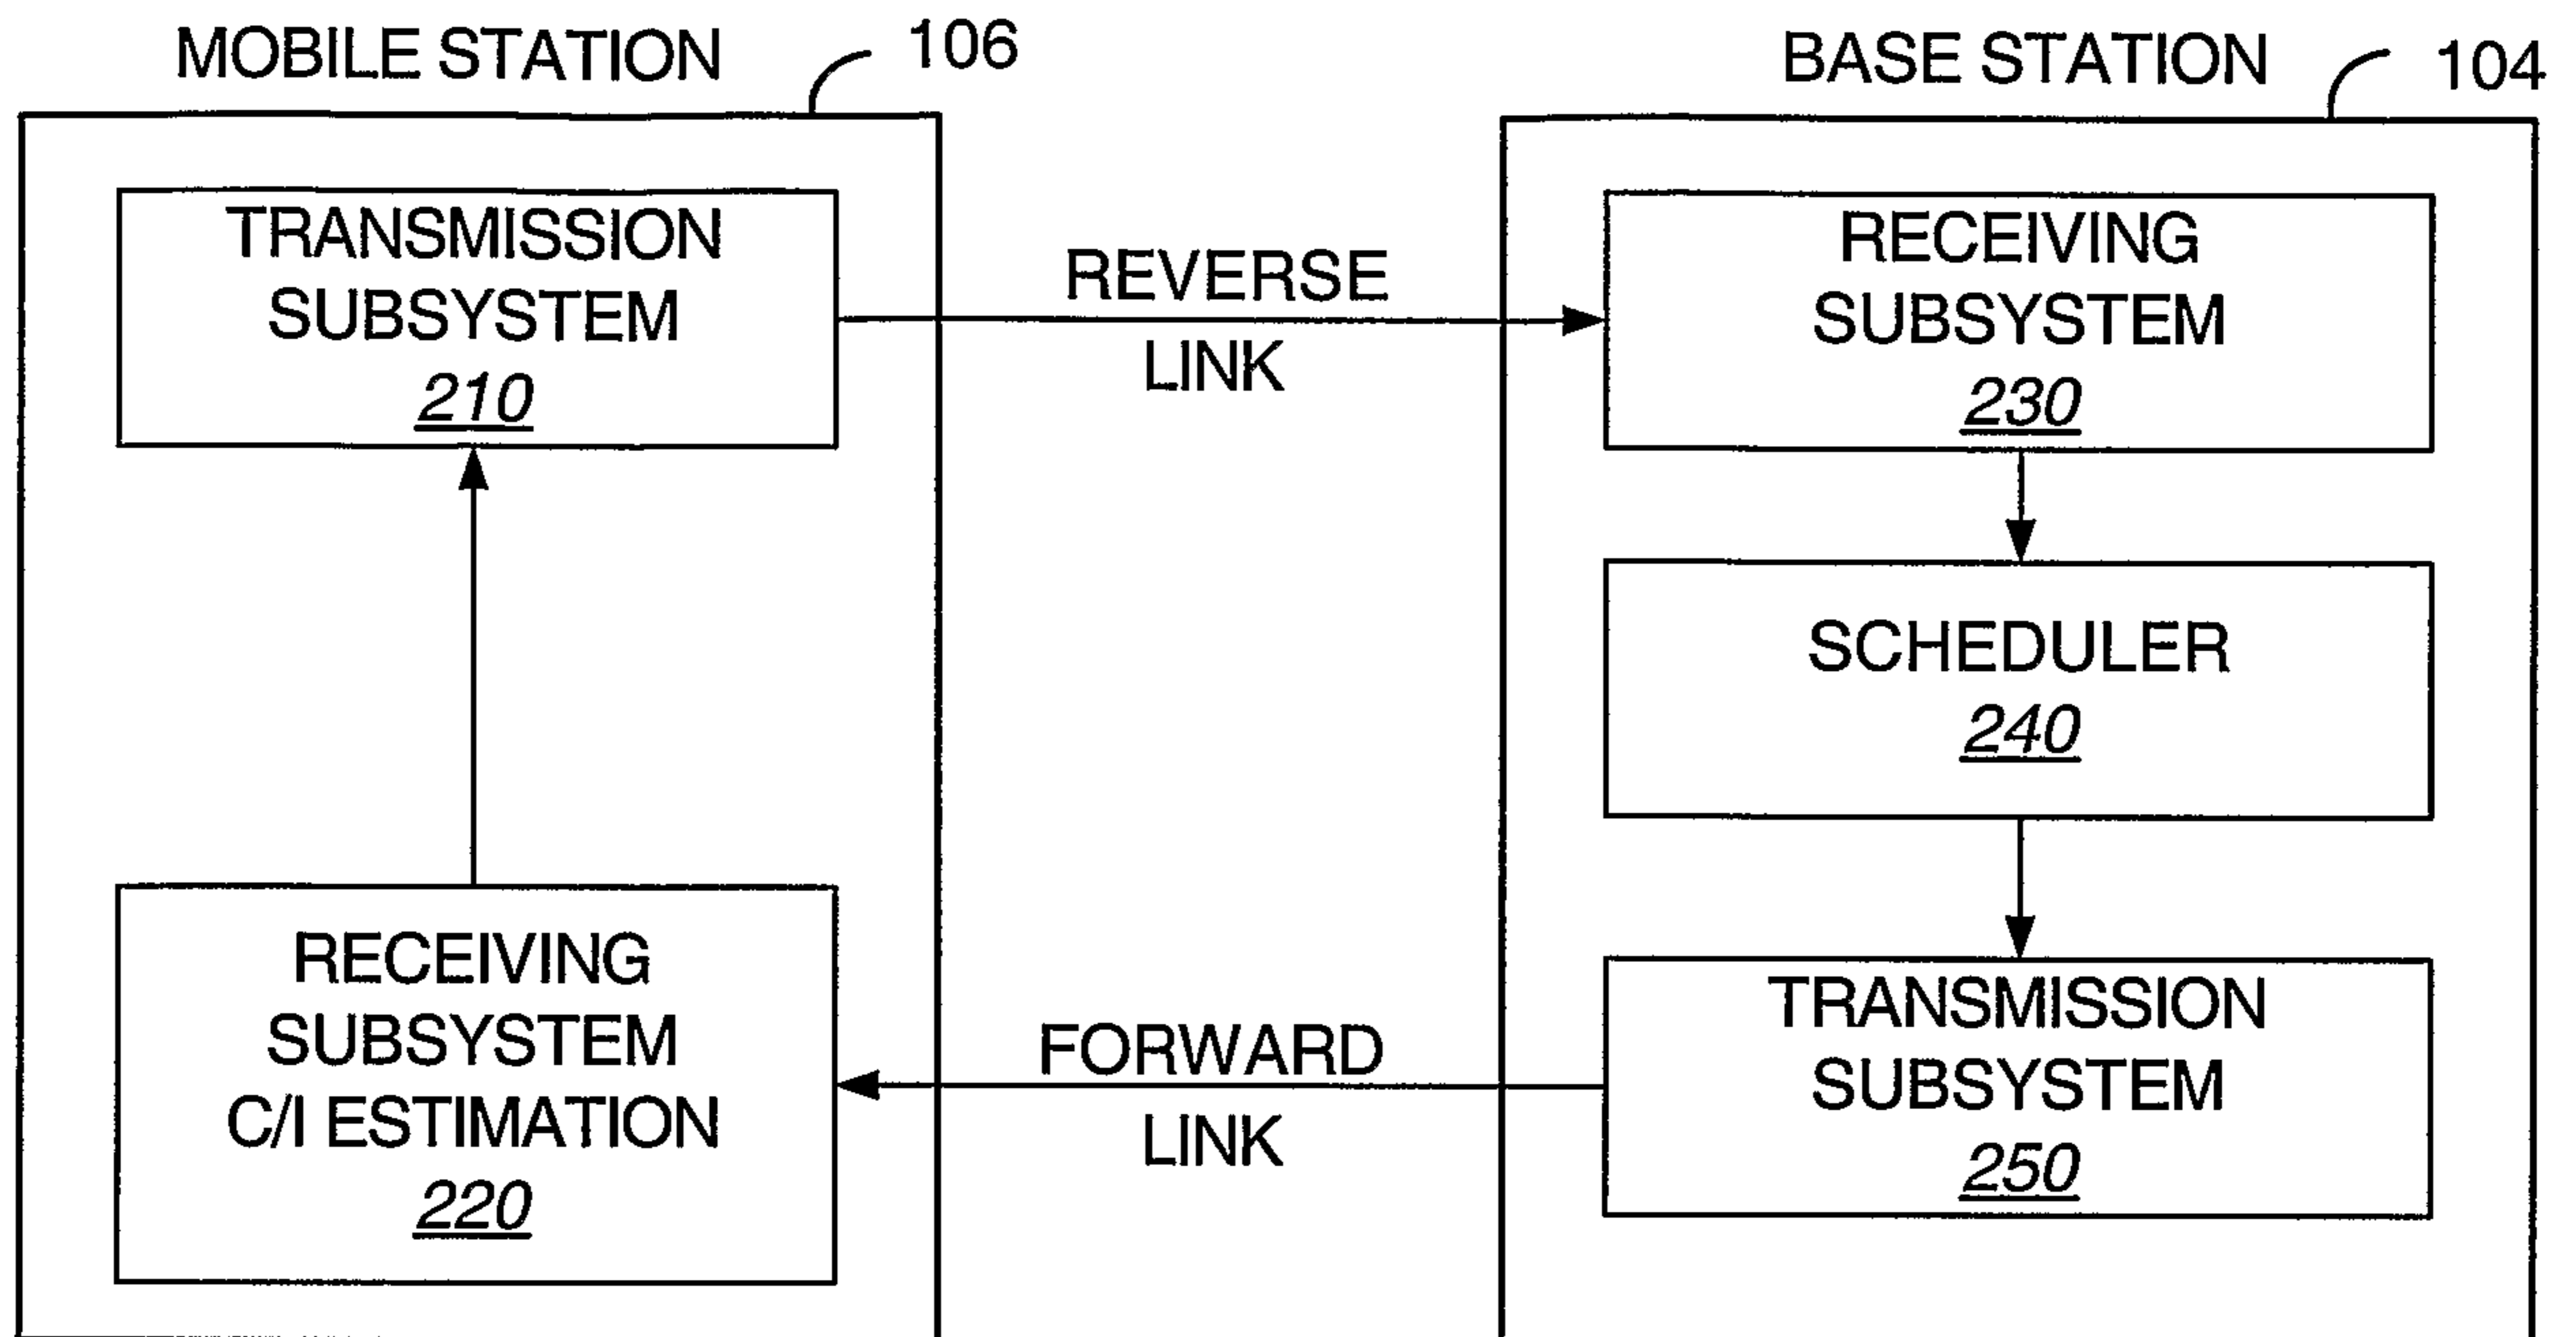 MOBILE STATION
106
TRANSMISSION
SUBSYSTEM
210
RECEIVING
SUBSYSTEM
C/I ESTIMATION
220
REVERSE
LINK
FORWARD
LINK
BASE STATION
104
RECEIVING
SUBSYSTEM
230
SCHEDULER
240
TRANSMISSION
SUBSYSTEM
250